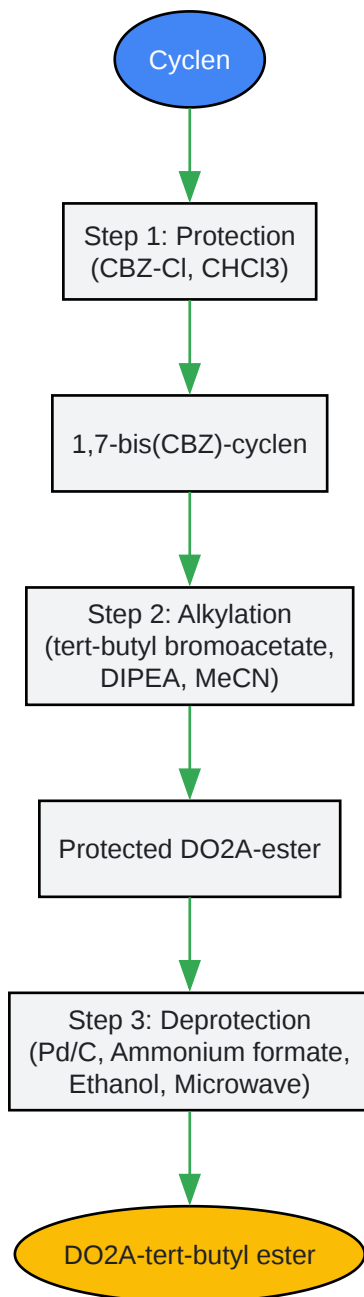 Cyclen
Step 1: Protection
(CBZ-Cl, CHCl3)
1,7-bis(CBZ)-cyclen
Step 2: Alkylation
(tert-butyl bromoacetate,
DIPEA, MeCN)
Protected DO2A-ester
Step 3: Deprotection
(Pd/C, Ammonium formate,
Ethanol, Microwave)
DO2A-tert-butyl ester